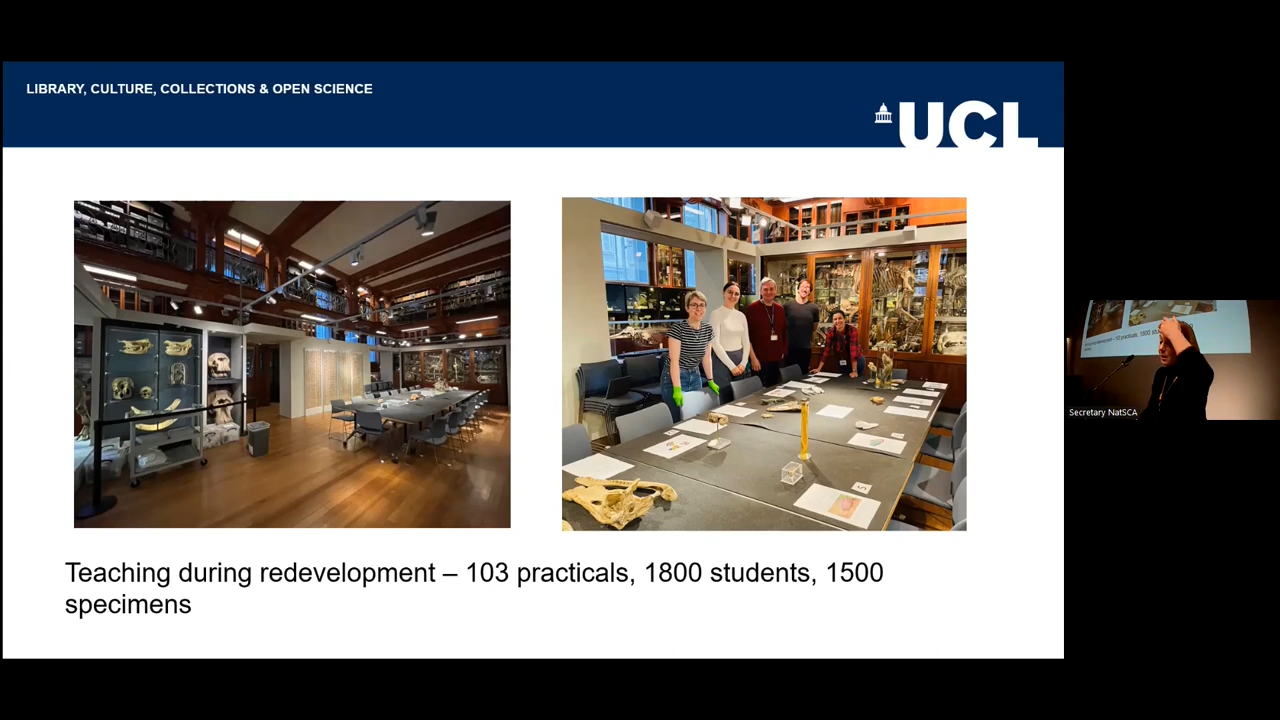 LIBRARY, CULTURE, COLLECTIONS & OPEN SCIENCE
UCL
Teaching during redevelopment – 103 practicals, 1800 students, 1500
specimens
Secretary NatSCA